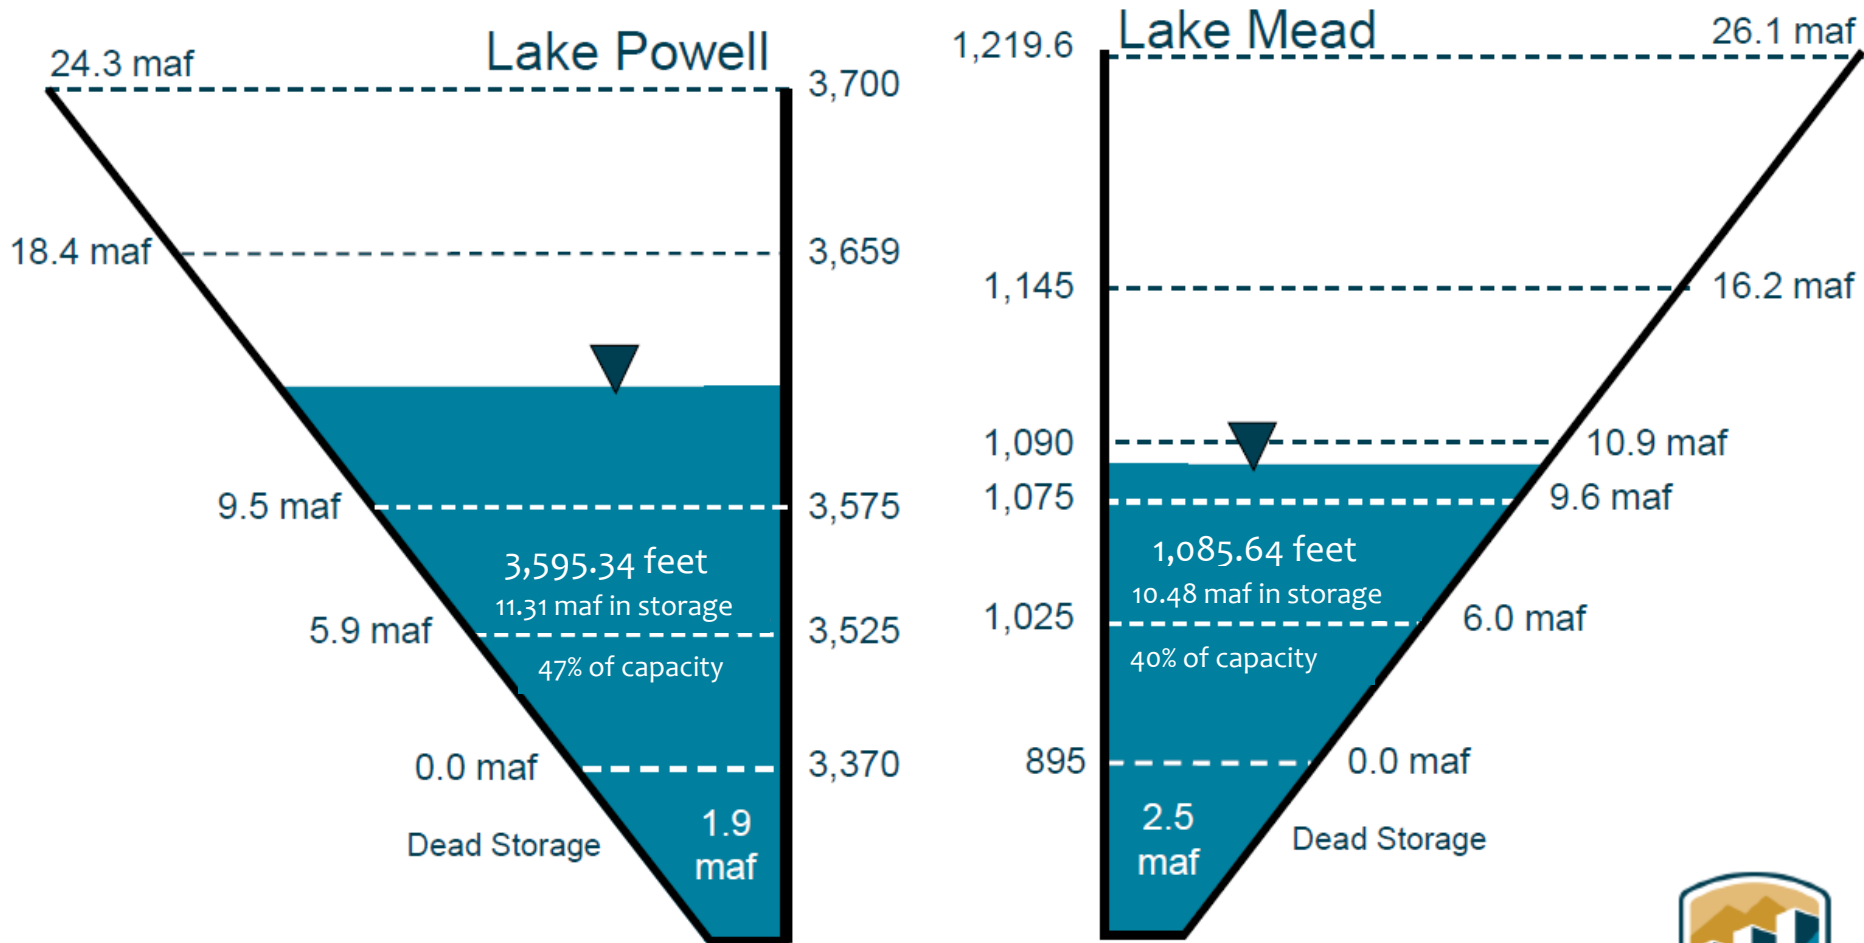 Lake Powell
24.3 maf
3,700
18.4 maf
3,659
9.5 maf
3,575
3,595.34 feet
11.31 maf in storage
5.9 maf
3,525
47% of capacity
0.0 maf
3,370
1.9
maf
Dead Storage
Lake Mead
1,219.6
26.1 maf
1,145
16.2 maf
1,090
10.9 maf
1,075
9.6 maf
1,085.64 feet
10.48 maf in storage
1,025
6.0 maf
40% of capacity
895
0.0 maf
2.5
maf
Dead Storage